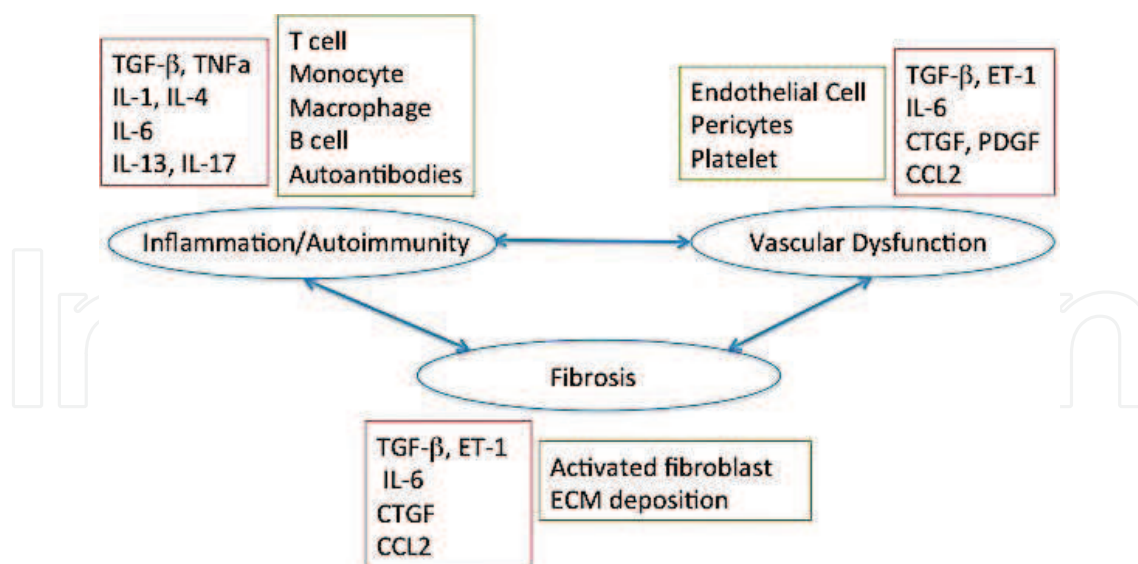 TGF-β, TNFa
IL-1, IL-4
IL-6
IL-13, IL-17
T cell
Monocyte
Macrophage
B cell
Autoantibodies
Endothelial Cell
Pericytes
Platelet
TGF-β, ET-1
IL-6
CTGF, PDGF
CCL2
Inflammation/Autoimmunity
Vascular Dysfunction
Fibrosis
TGF-β, ET-1
IL-6
CTGF
CCL2
Activated fibroblast
ECM deposition